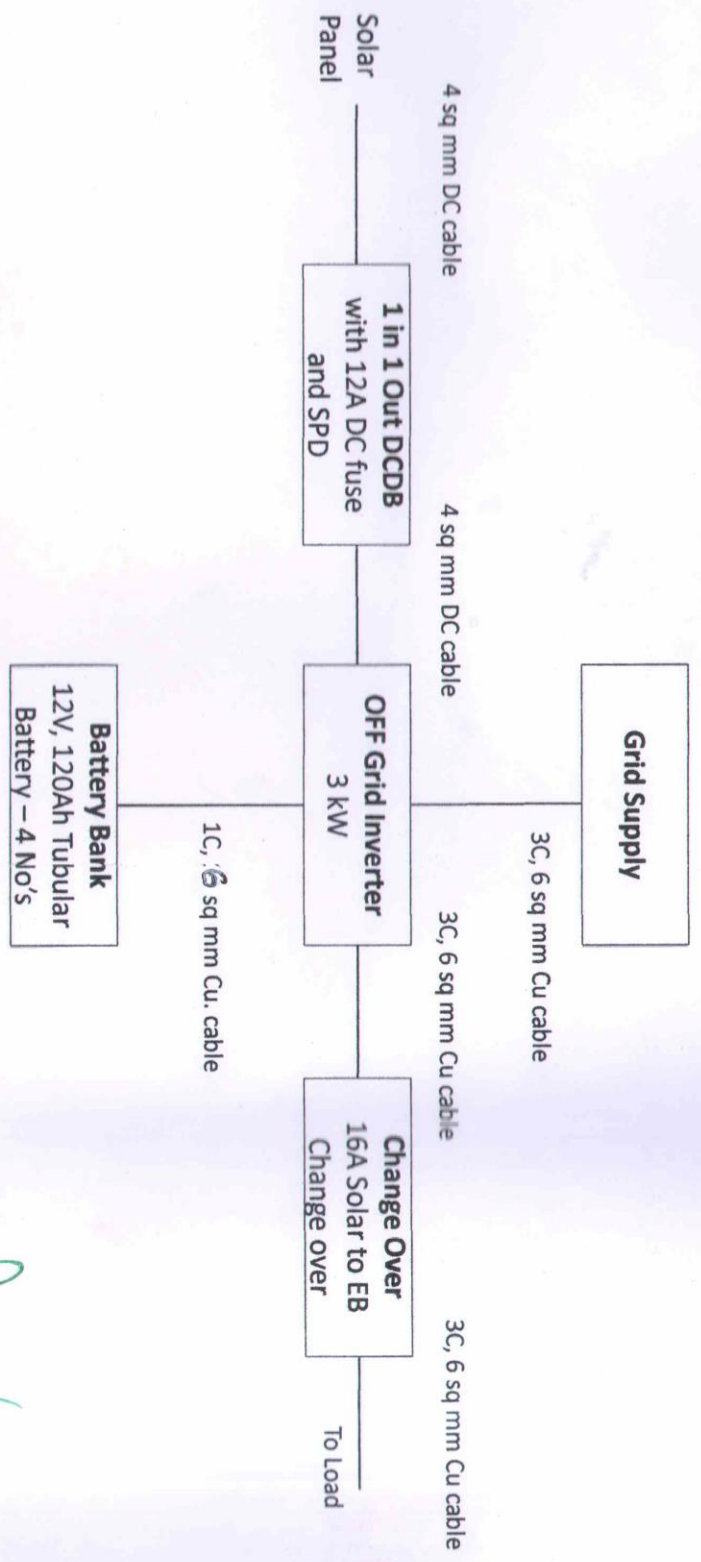 Grid Supply
3C, 6 sq mm Cu cable
4 sq mm DC cable
4 sq mm DC cable
3C, 6 sq mm Cu cable
3C, 6 sq mm Cu cable
Solar
Panel
1 in 1 Out DCDB
with 12A DC fuse
and SPD
OFF Grid Inverter
3 kW
Change Over
16A Solar to EB
Change over
To Load
1C, 16 sq mm Cu. cable
Battery Bank
12V, 120Ah Tubular
Battery – 4 No's